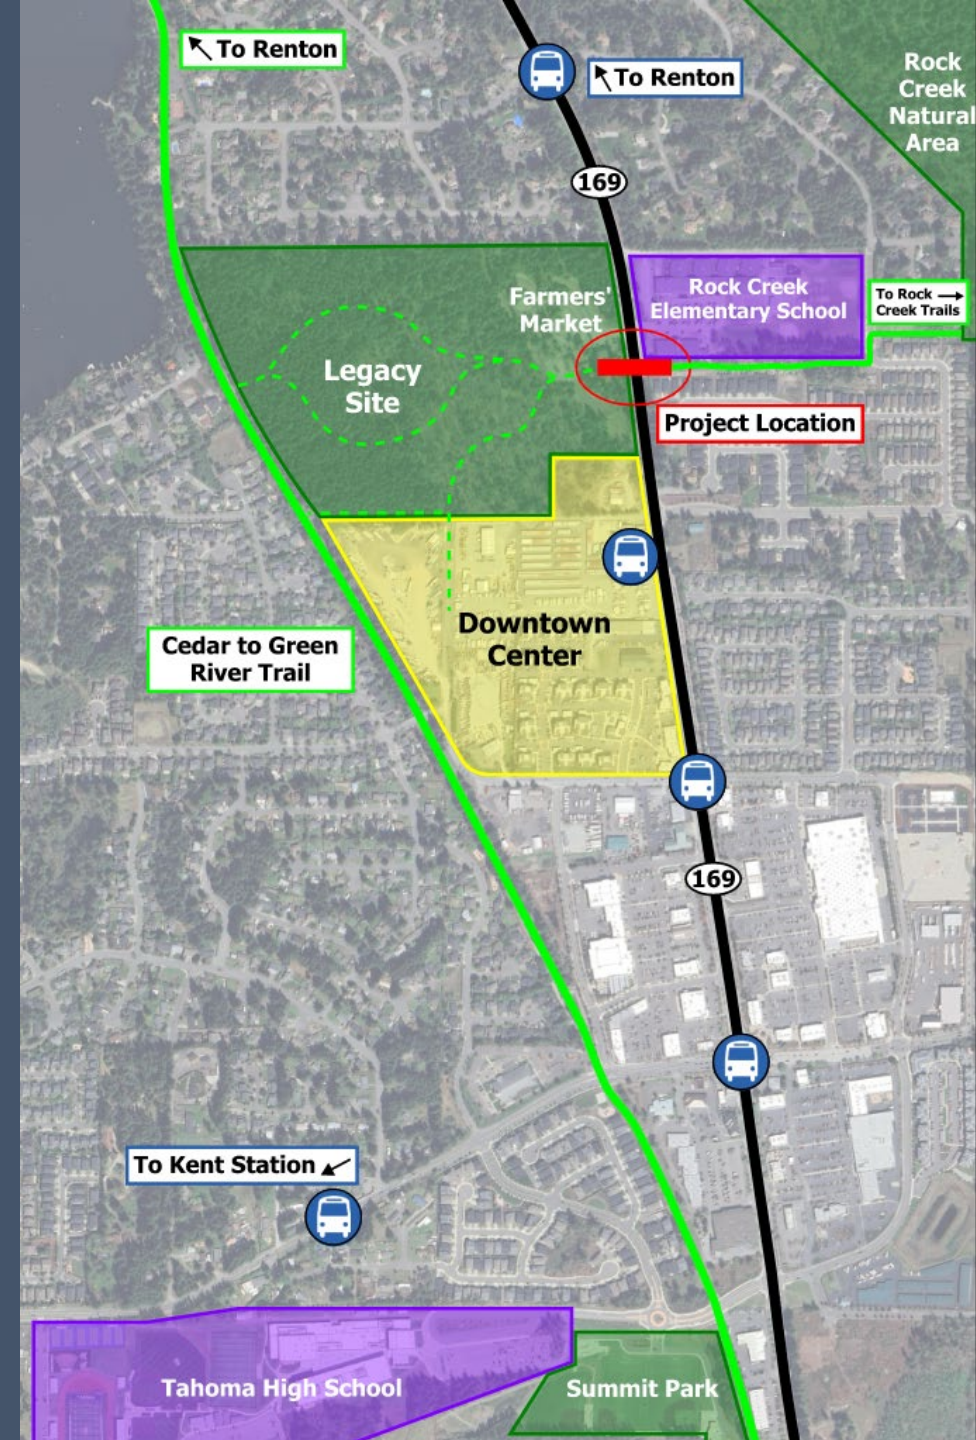 To Renton
To Renton
Rock
Creek
Natural
Area
169
Farmers'
Market
Rock Creek
Elementary School
To Rock
Creek Trails
Legacy
Site
Project Location
Downtown
Center
Cedar to Green
River Trail
169
To Kent Station
Tahoma High School
Summit Park